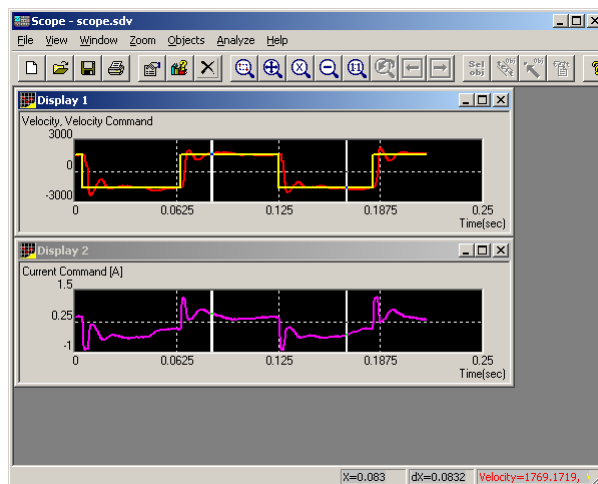 Scope - scope.sdv
File View Window Zoom Objects Analyze Help
Sel obj
Obj
Obj
Display 1
Velocity, Velocity Command
3000
0
-3000
0 0.0625 0.125 0.1875 0.25
Time(sec)
Display 2
Current Command [A]
1.5
0.25
-1
0 0.0625 0.125 0.1875 0.25
Time(sec)
X=0.083 dX=0.0832 Velocity=1769.1719,